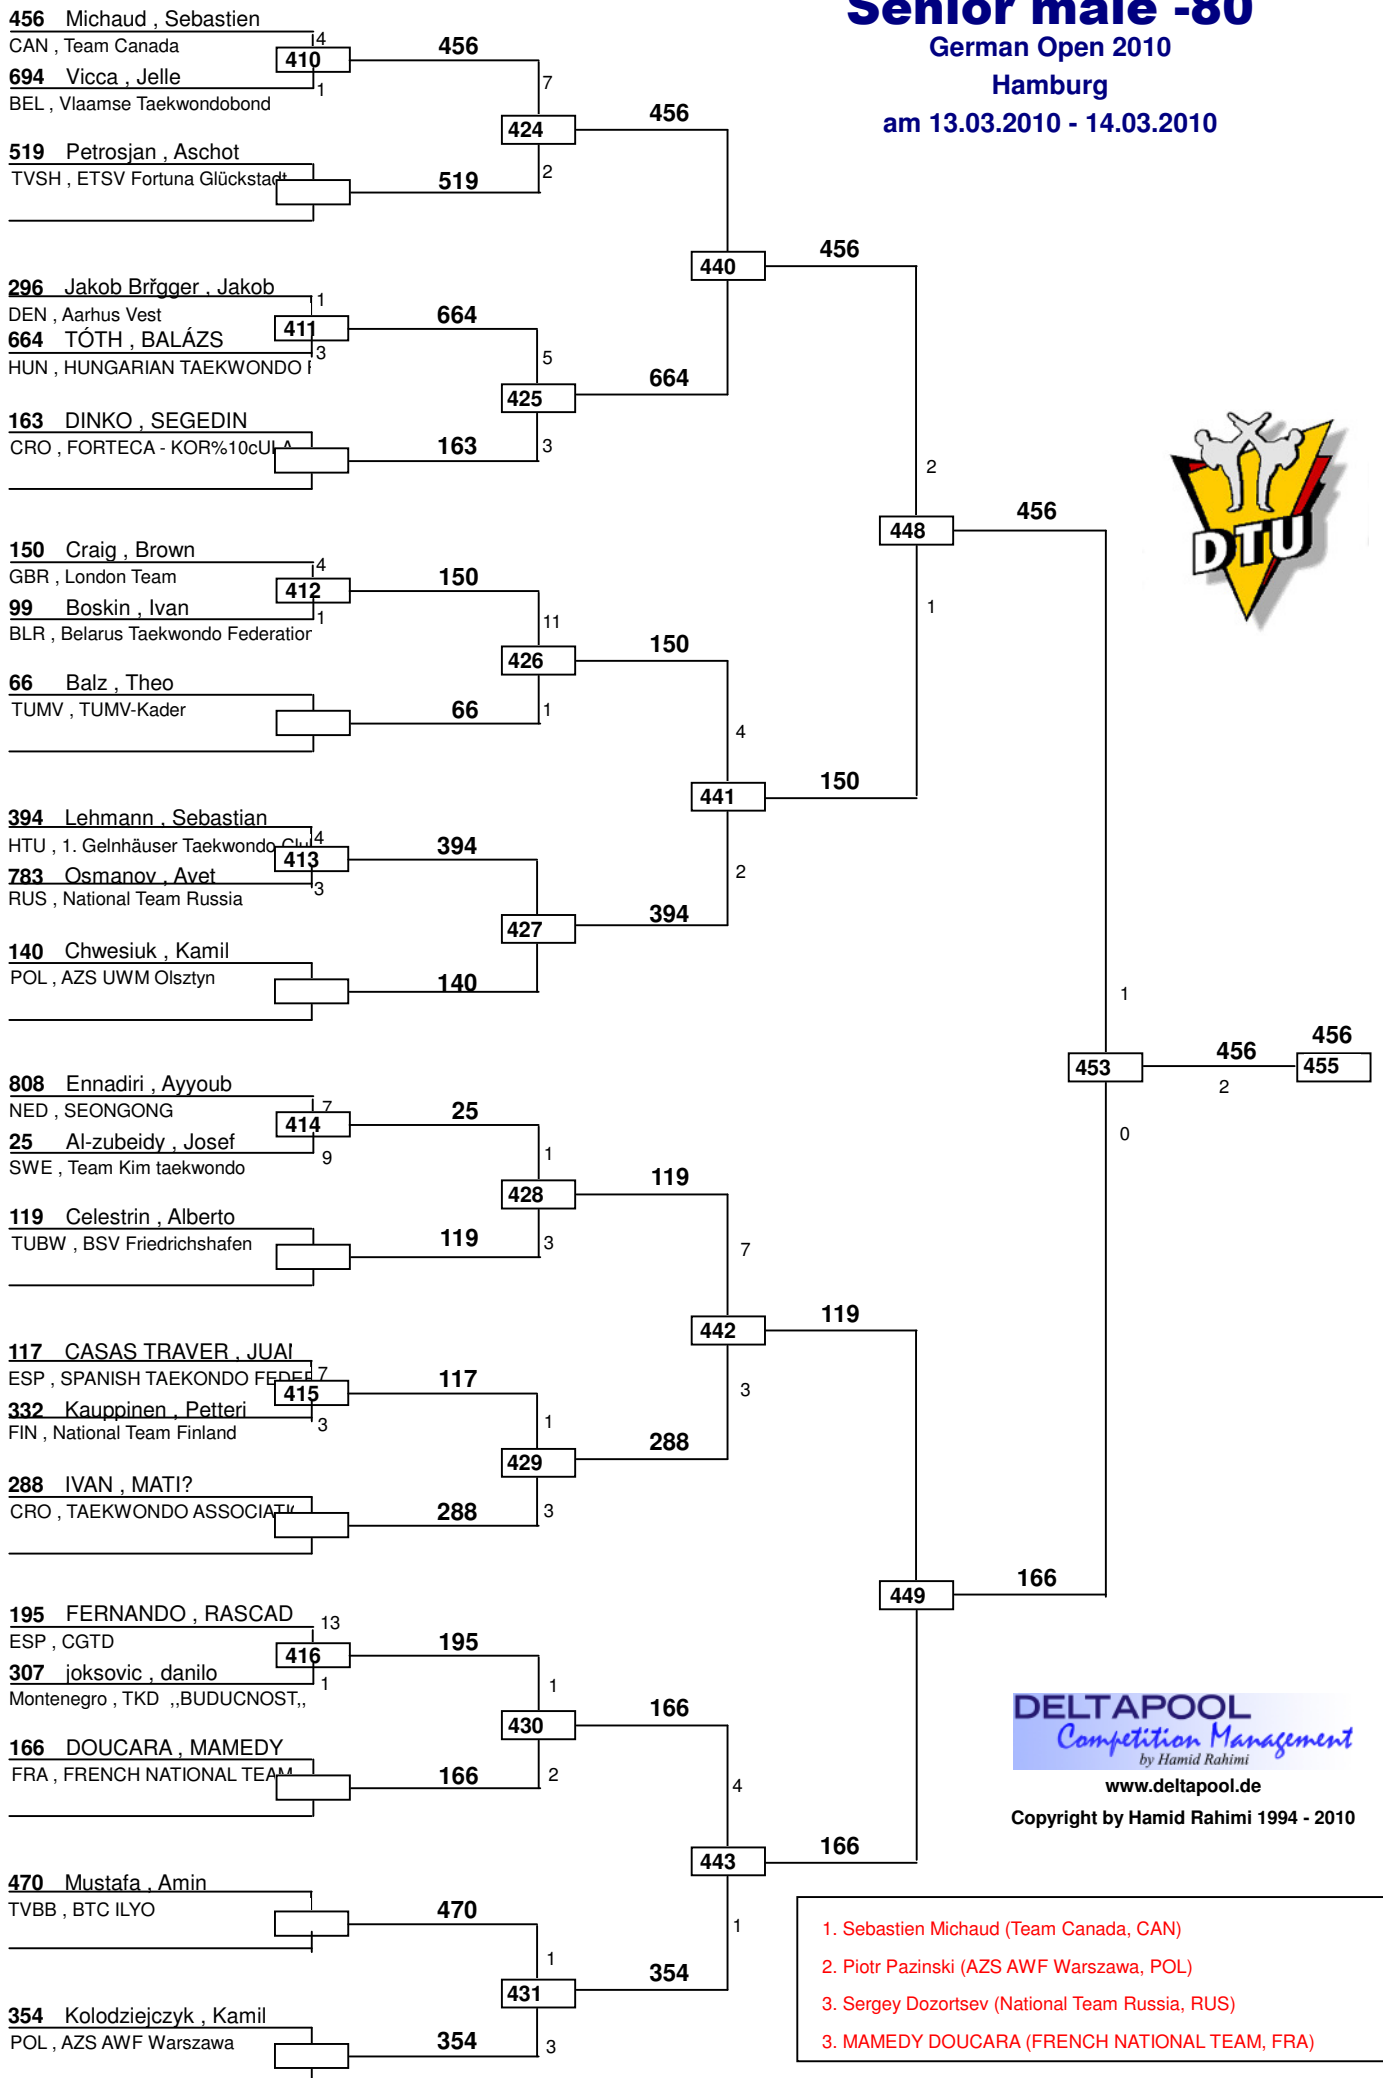 Senior male -80
German Open 2010
Hamburg
am 13.03.2010 - 14.03.2010
456 Michaud , Sebastien
CAN , Team Canada
4
410
456
694 Vicca , Jelle
1
BEL , Vlaamse Taekwondobond
7
424
456
519 Petrosjan , Aschot
TVSH , ETSV Fortuna Glückstadt
519
2
440
456
296 Jakob Břgger , Jakob
1
DEN , Aarhus Vest
411
664
664 TÓTH , BALÁZS
3
HUN , HUNGARIAN TAEKWONDO F
5
425
664
163 DINKO , SEGEDIN
CRO , FORTECA - KOR%10cULA
163
3
2
448
456
150 Craig , Brown
4
GBR , London Team
412
150
99 Boskin , Ivan
1
BLR , Belarus Taekwondo Federation
11
426
150
1
66 Balz , Theo
TUMV , TUMV-Kader
66
1
4
441
150
394 Lehmann , Sebastian
4
HTU , 1. Gelnhäuser Taekwondo Clu
413
394
783 Osmanov , Avet
3
RUS , National Team Russia
2
427
394
140 Chwesiuk , Kamil
POL , AZS UWM Olsztyn
140
1
453
456
2
456
455
0
808 Ennadiri , Ayyoub
7
NED , SEONGONG
414
25
25 Al-zubeidy , Josef
9
SWE , Team Kim taekwondo
1
428
119
119 Celestrin , Alberto
TUBW , BSV Friedrichshafen
119
3
7
442
119
117 CASAS TRAVER , JUAN
7
ESP , SPANISH TAEKONDO FEDER
415
117
332 Kauppinen , Petteri
3
FIN , National Team Finland
3
1
429
288
288 IVAN , MATI?
CRO , TAEKWONDO ASSOCIATI
288
3
449
166
195 FERNANDO , RASCAD
13
ESP , CGTD
416
195
307 joksovic , danilo
1
Montenegro , TKD ,,BUDUCNOST,,
1
430
166
166 DOUCARA , MAMEDY
FRA , FRENCH NATIONAL TEAM
166
2
4
443
166
470 Mustafa , Amin
TVBB , BTC ILYO
470
1
1
431
354
354 Kolodziejczyk , Kamil
POL , AZS AWF Warszawa
354
3
DTU
DELTAPOOL
Competition Management
by Hamid Rahimi
www.deltapool.de
Copyright by Hamid Rahimi 1994 - 2010
1. Sebastien Michaud (Team Canada, CAN)
2. Piotr Pazinski (AZS AWF Warszawa, POL)
3. Sergey Dozortsev (National Team Russia, RUS)
3. MAMEDY DOUCARA (FRENCH NATIONAL TEAM, FRA)